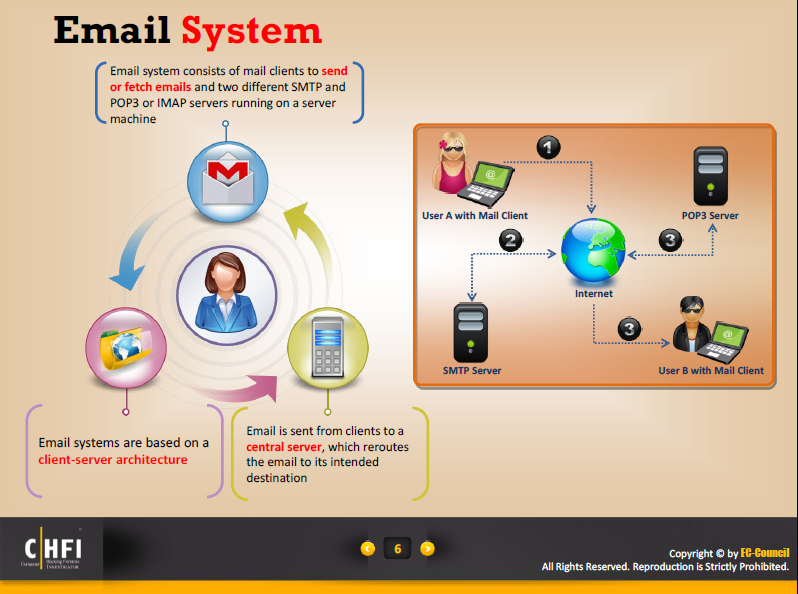 Email System
Email system consists of mail clients to send
or fetch emails and two different SMTP and
POP3 or IMAP servers running on a server
machine
1
User A with Mail Client
POP3 Server
2
3
Internet
3
SMTP Server
User B with Mail Client
Email systems are based on a
client-server architecture
Email is sent from clients to a
central server, which reroutes
the email to its intended
destination
CHFI
Computer
Hacking Forensic
INVESTIGATOR
6
Copyright © by EC-Council
All Rights Reserved. Reproduction is Strictly Prohibited.